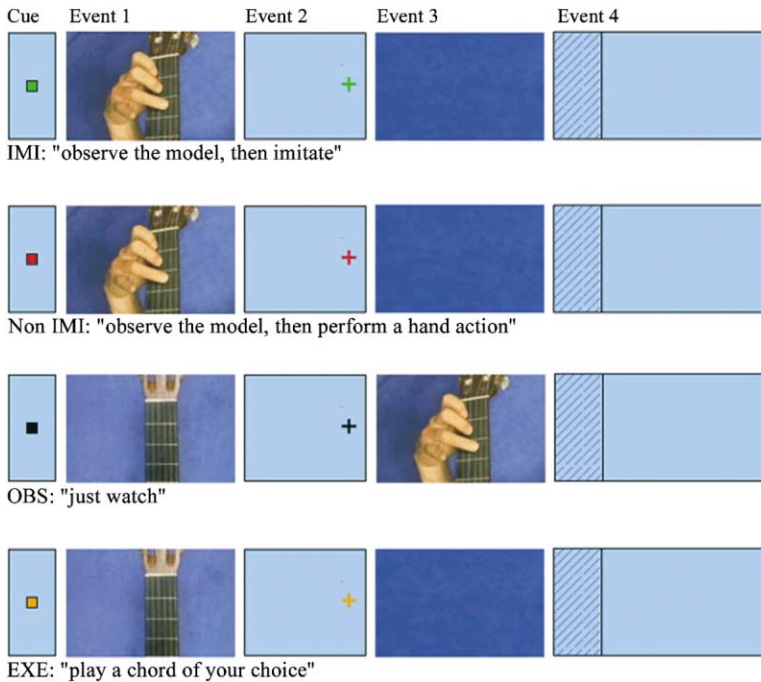 Cue Event 1 Event 2 Event 3 Event 4
IMI: "observe the model, then imitate"
Non IMI: "observe the model, then perform a hand action"
OBS: "just watch"
EXE: "play a chord of your choice"